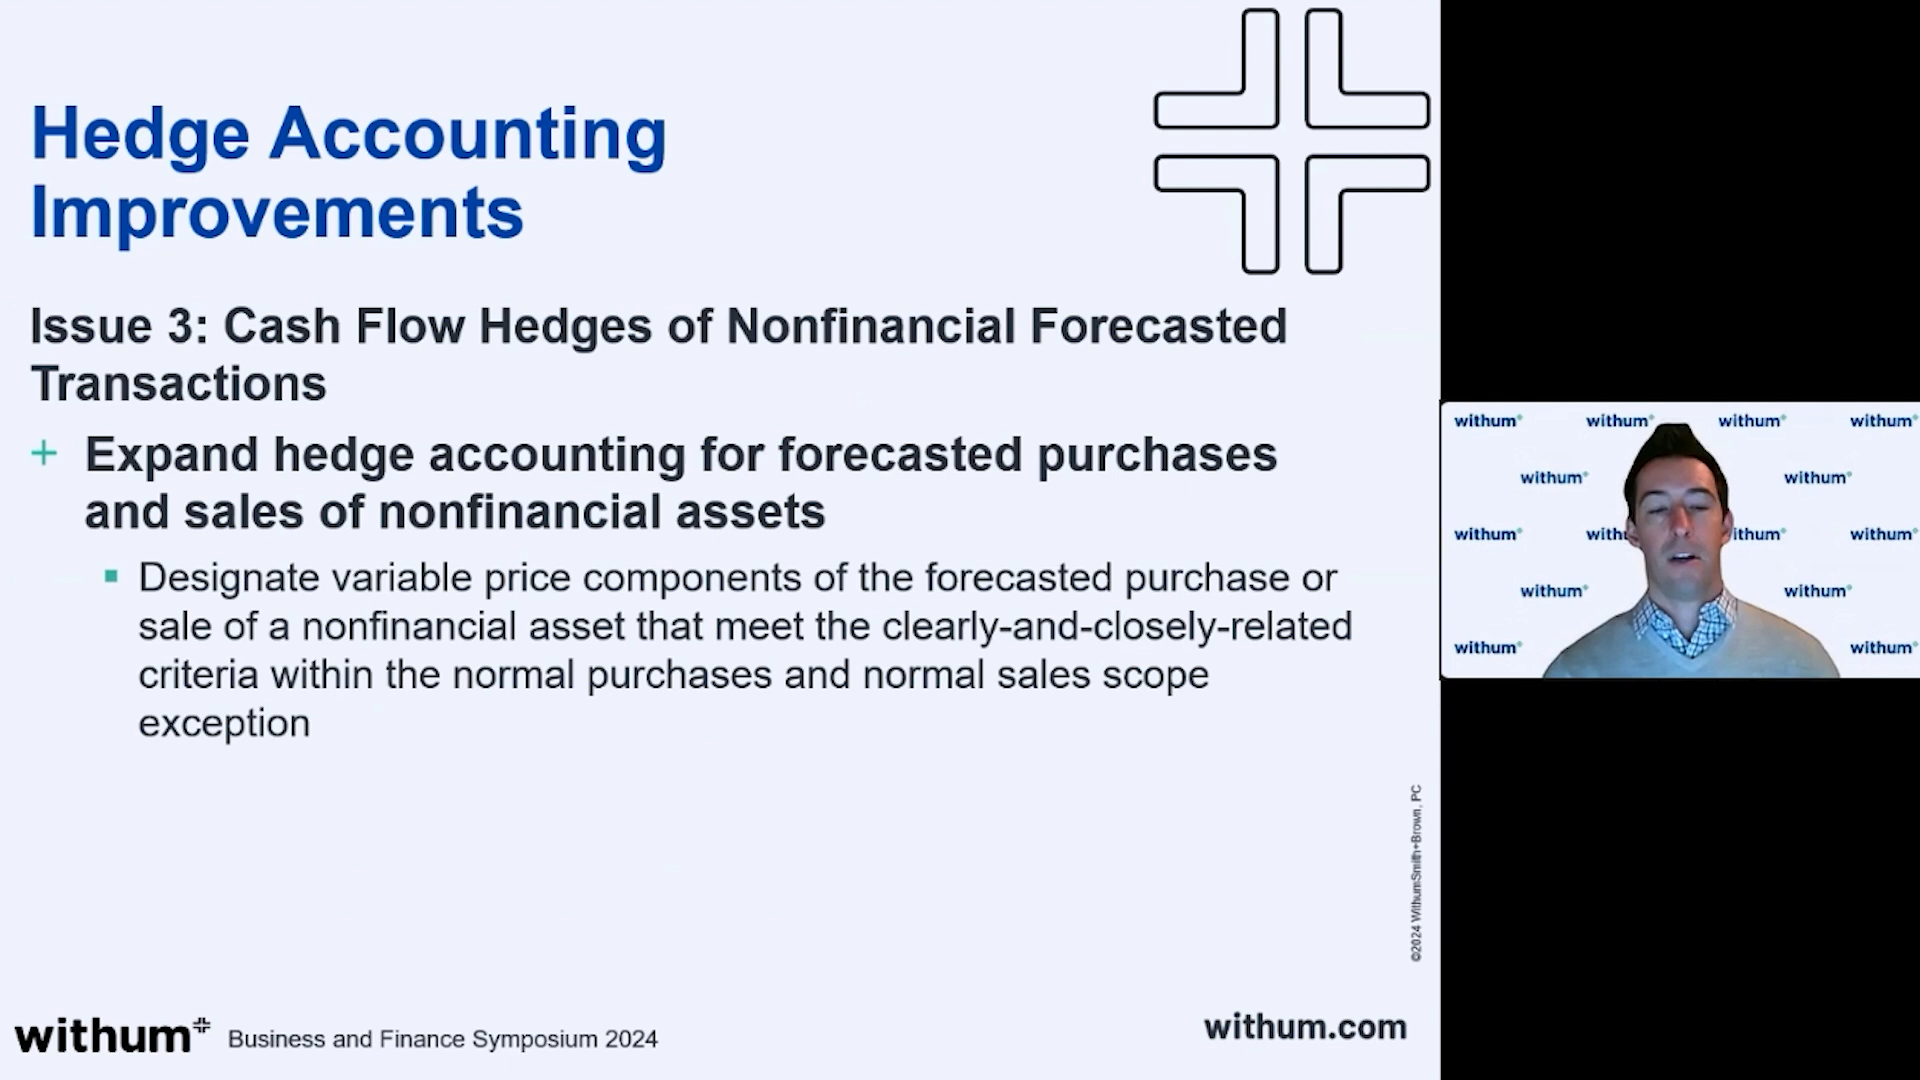 Hedge Accounting
Improvements
Issue 3: Cash Flow Hedges of Nonfinancial Forecasted
Transactions
+ Expand hedge accounting for forecasted purchases
and sales of nonfinancial assets
▪ Designate variable price components of the forecasted purchase or
sale of a nonfinancial asset that meet the clearly-and-closely-related
criteria within the normal purchases and normal sales scope
exception
©2024 WithumSmith+Brown, PC
withum+ Business and Finance Symposium 2024
withum.com
withum+ withum+ withum+ withum+
withum+ withum+
withum+ withu ithum+ withum+
withum+ withum+
withum+ withum+